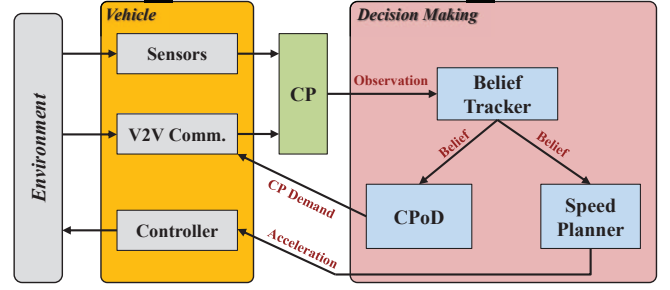 Vehicle
Decision Making
Environment
Sensors
V2V Comm.
Controller
CP
Observation
Belief
Tracker
Belief
Belief
CP Demand
CPoD
Speed
Planner
Acceleration